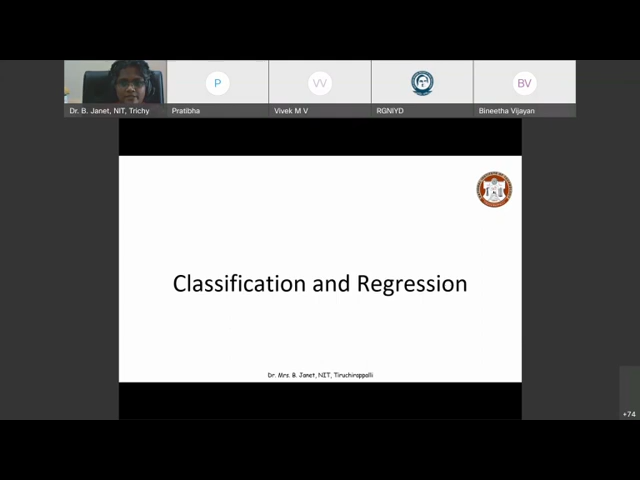 P
VV
BV
Dr. B. Janet, NIT, Trichy
Pratibha
Vivek M V
RGNIYD
Bineetha Vijayan
Classification and Regression
Dr. Mrs. B. Janet, NIT, Tiruchirappalli
+74